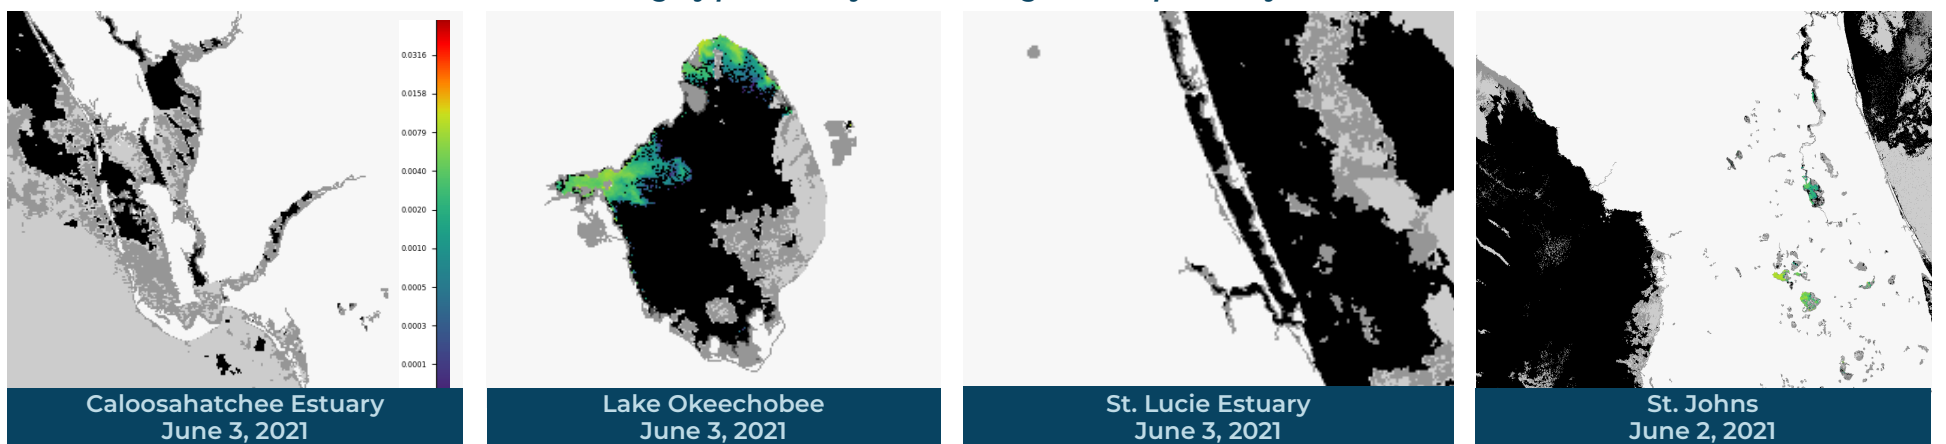 0.0316
0.0158
0.0079
0.0040
0.0020
0.0010
0.0005
0.0003
0.0001
Caloosahatchee Estuary
June 3, 2021
Lake Okeechobee
June 3, 2021
St. Lucie Estuary
June 3, 2021
St. Johns
June 2, 2021